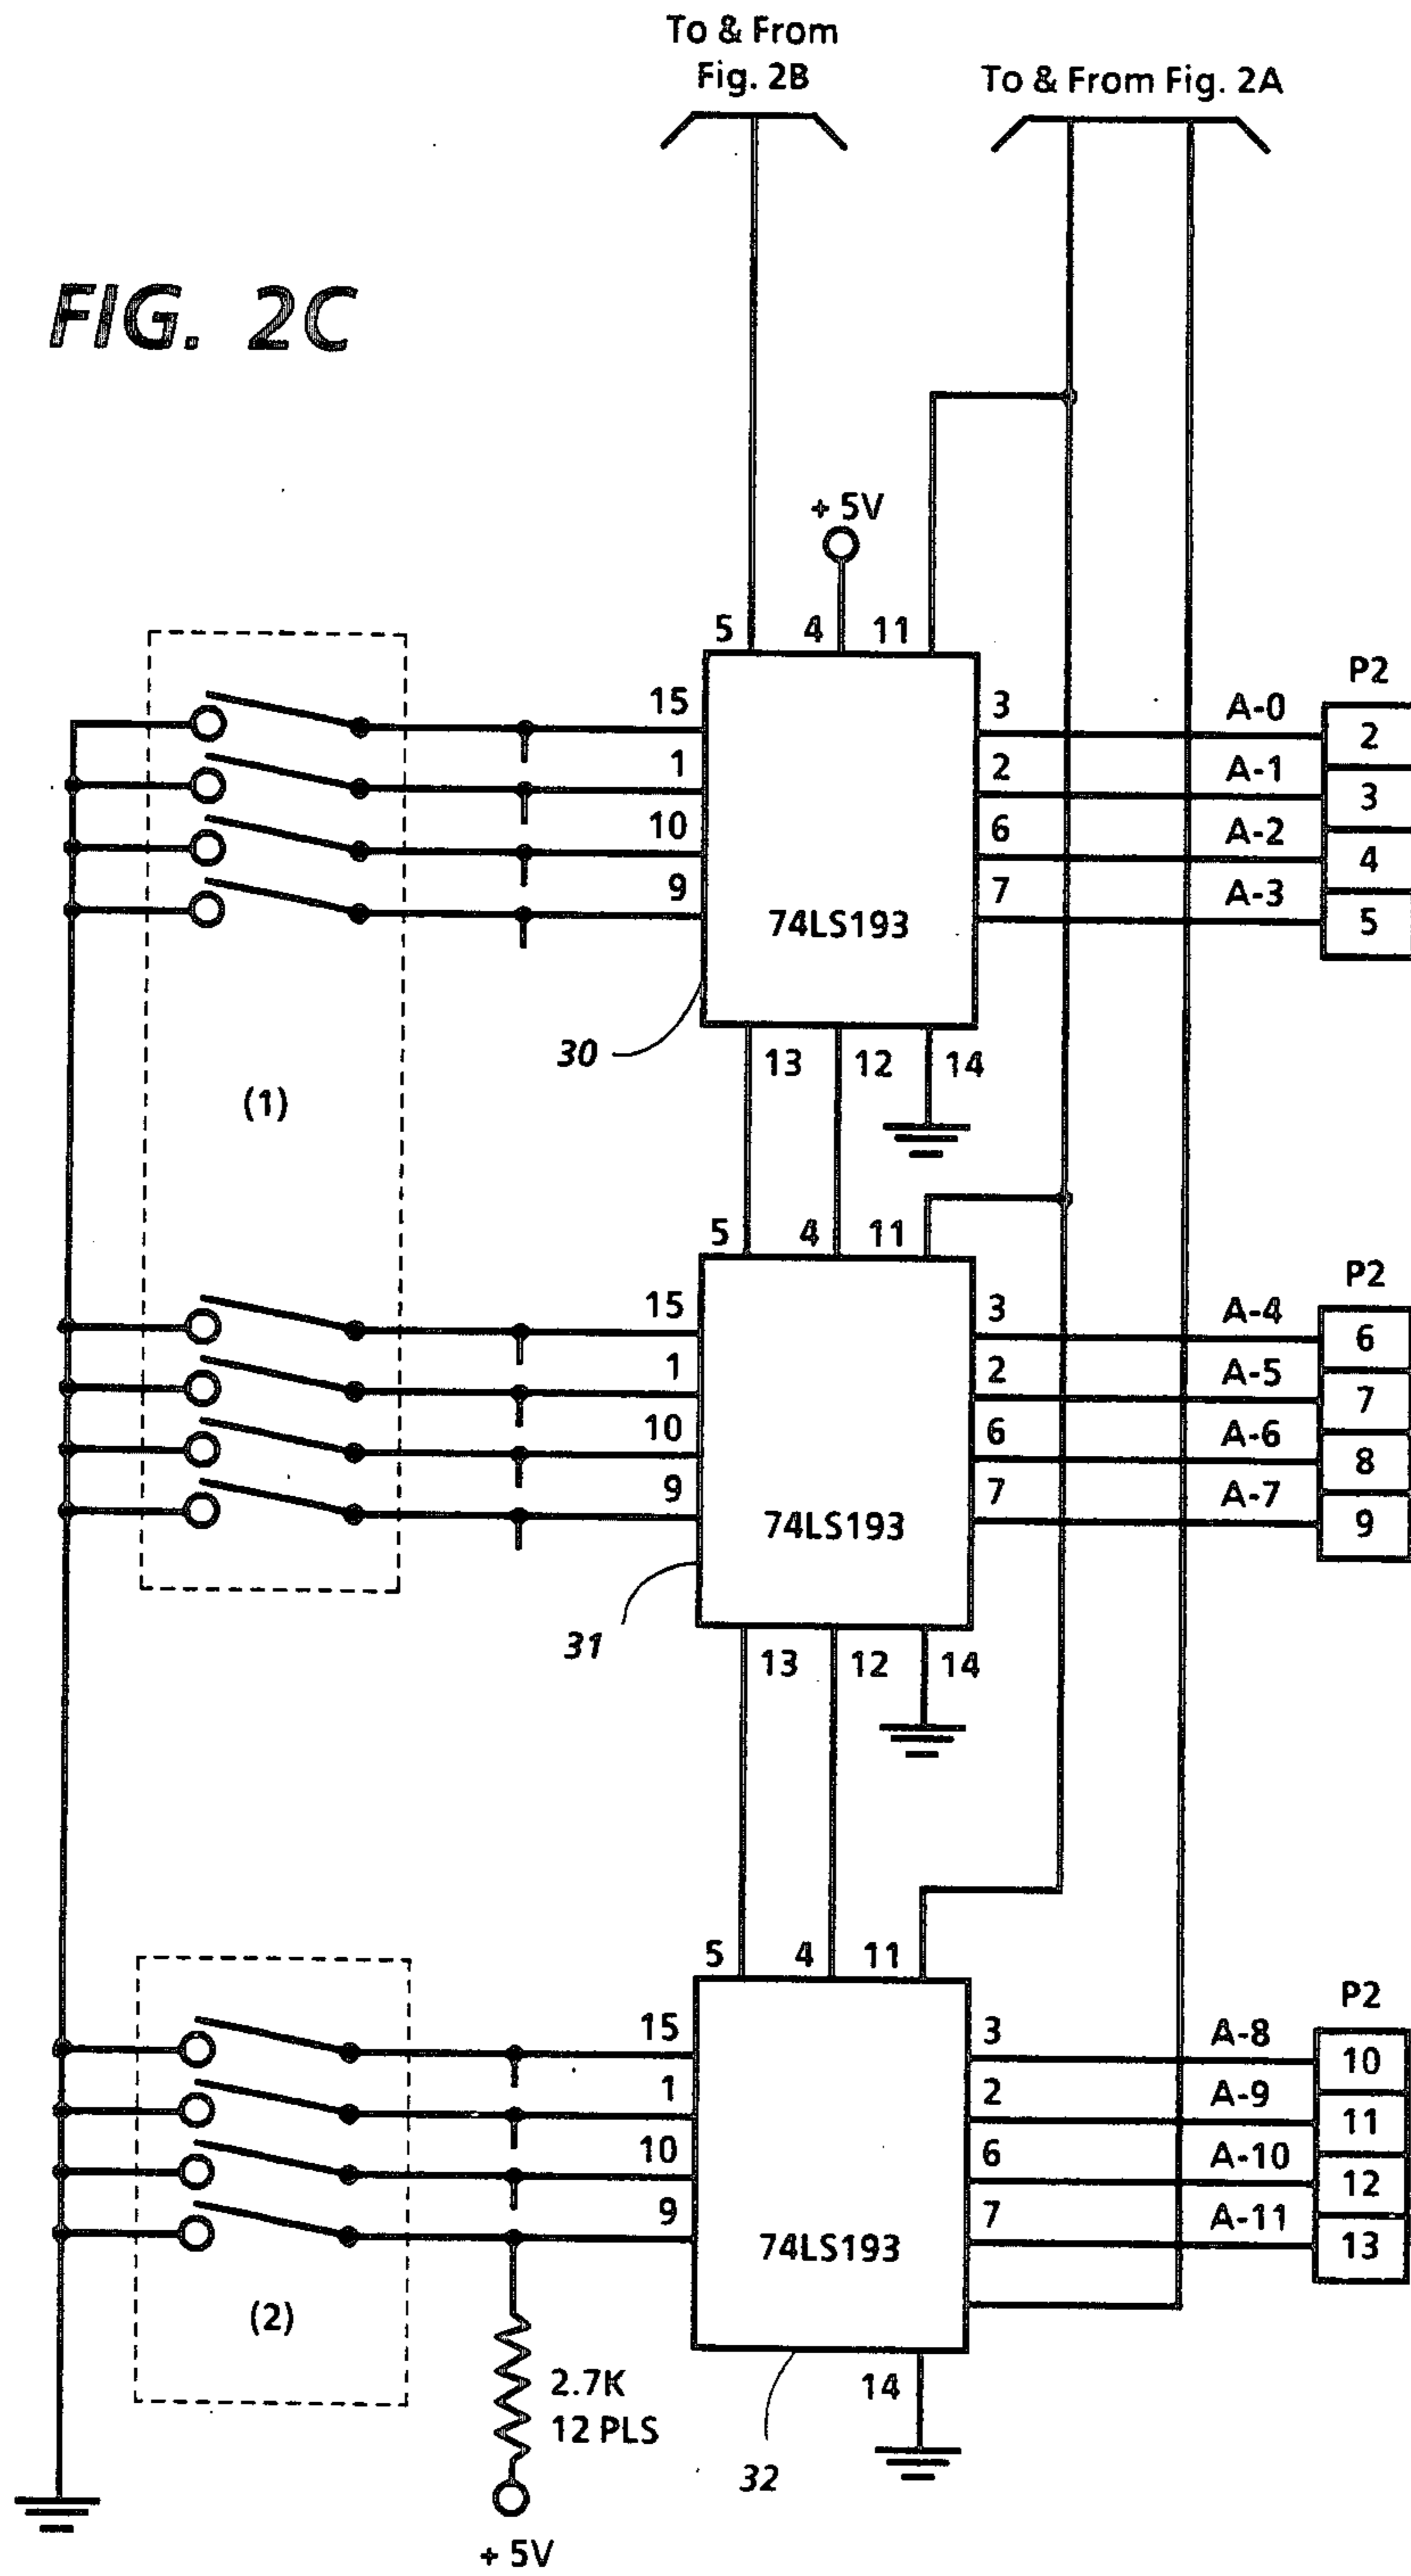 To & From
Fig. 2B
To & From Fig. 2A
FIG. 2C
+ 5V
5 4 11
P2
15 3 A-0 2
1 2 A-1 3
10 6 A-2 4
9 7 A-3 5
74LS193
30
13 12 14
(1)
5 4 11
P2
15 3 A-4 6
1 2 A-5 7
10 6 A-6 8
9 7 A-7 9
74LS193
31
13 12 14
5 4 11
P2
15 3 A-8 10
1 2 A-9 11
10 6 A-10 12
9 7 A-11 13
74LS193
(2)
14
2.7K
12 PLS
32
+ 5V